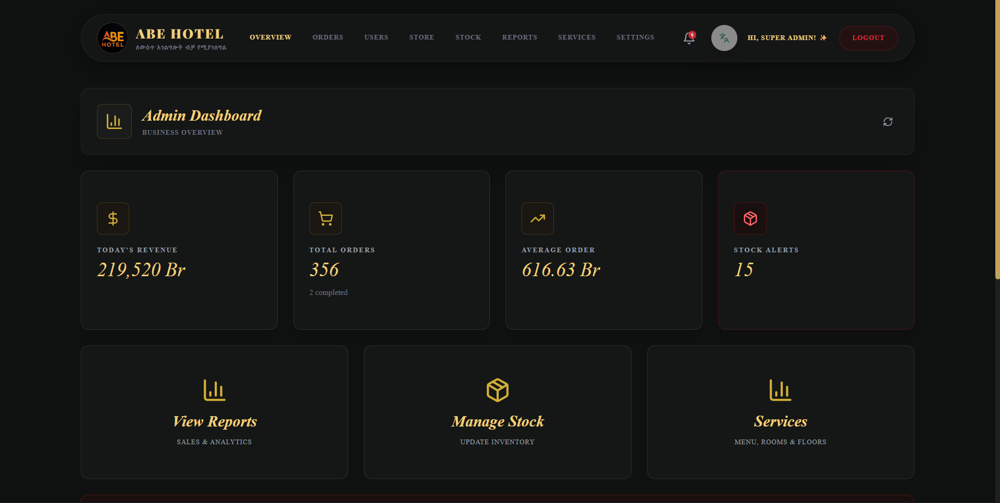 ABE
HOTEL
ABE HOTEL
ለውስጥ አገልግሎት ብቻ የሚያገለግል
OVERVIEW
ORDERS
USERS
STORE
STOCK
REPORTS
SERVICES
SETTINGS
6
HI, SUPER ADMIN! ✨
LOGOUT
Admin Dashboard
BUSINESS OVERVIEW
TODAY'S REVENUE
219,520 Br
TOTAL ORDERS
356
2 completed
AVERAGE ORDER
616.63 Br
STOCK ALERTS
15
View Reports
SALES & ANALYTICS
Manage Stock
UPDATE INVENTORY
Services
MENU, ROOMS & FLOORS